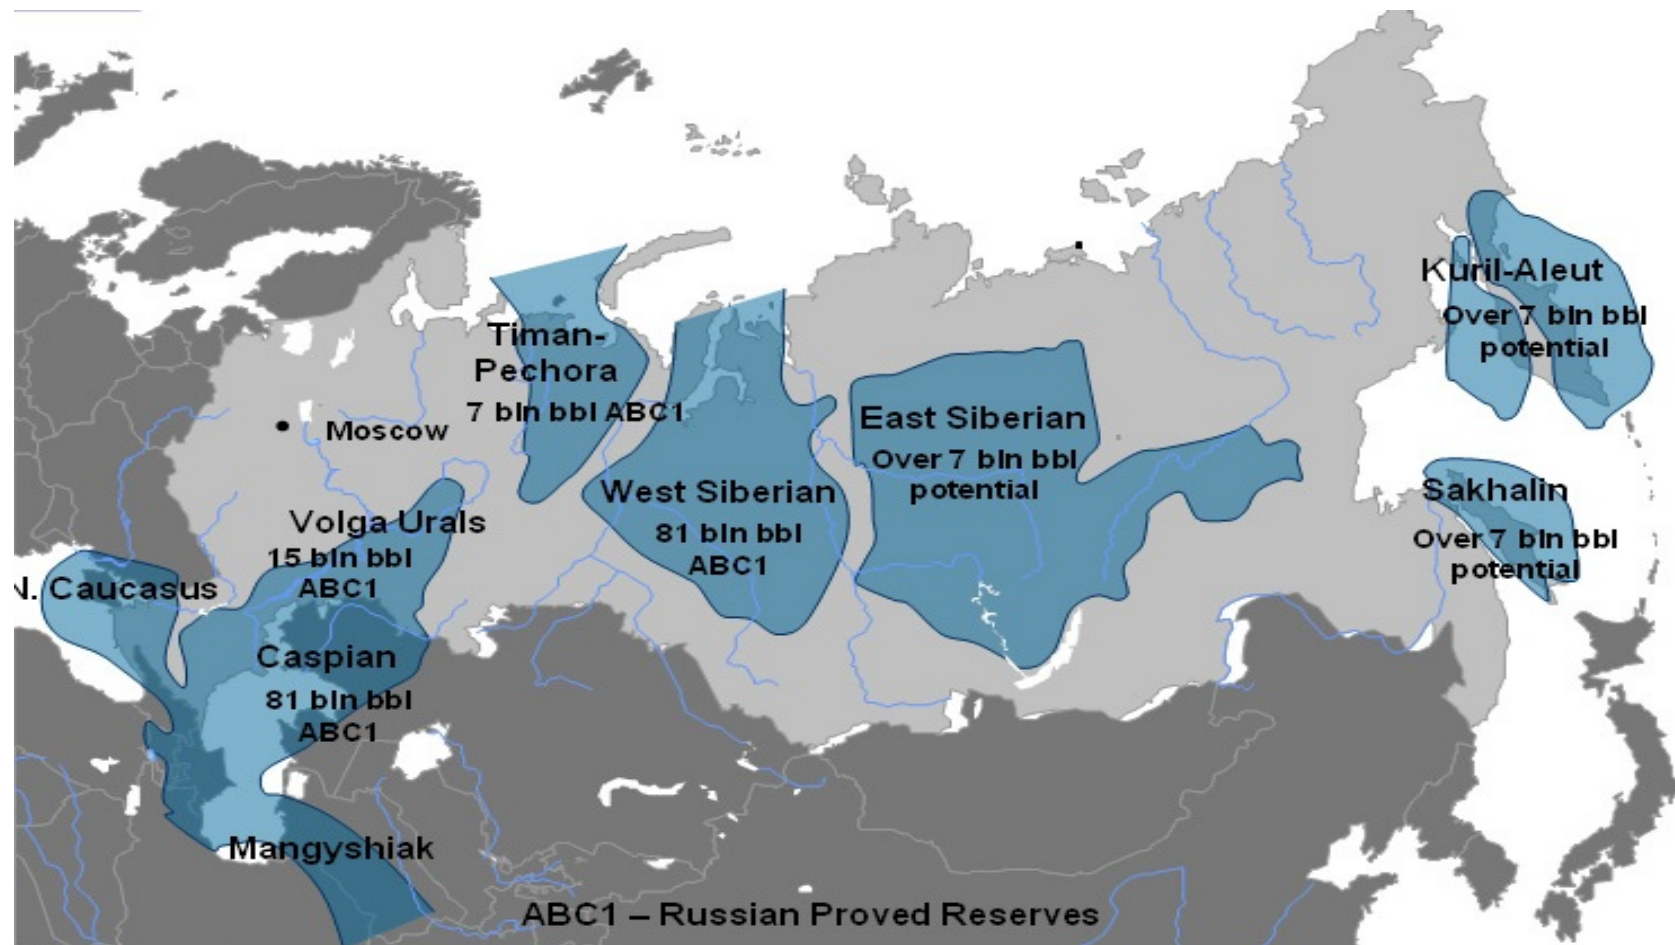 Kuril-Aleut
Over 7 bln bbl
potential
Timan-
Pechora
7 bln bbl ABC1
Moscow
East Siberian
Over 7 bln bbl
potential
West Siberian
81 bln bbl
ABC1
Sakhalin
Over 7 bln bbl
potential
Volga Urals
15 bln bbl
ABC1
N. Caucasus
Caspian
81 bln bbl
ABC1
Mangyshiak
ABC1 – Russian Proved Reserves